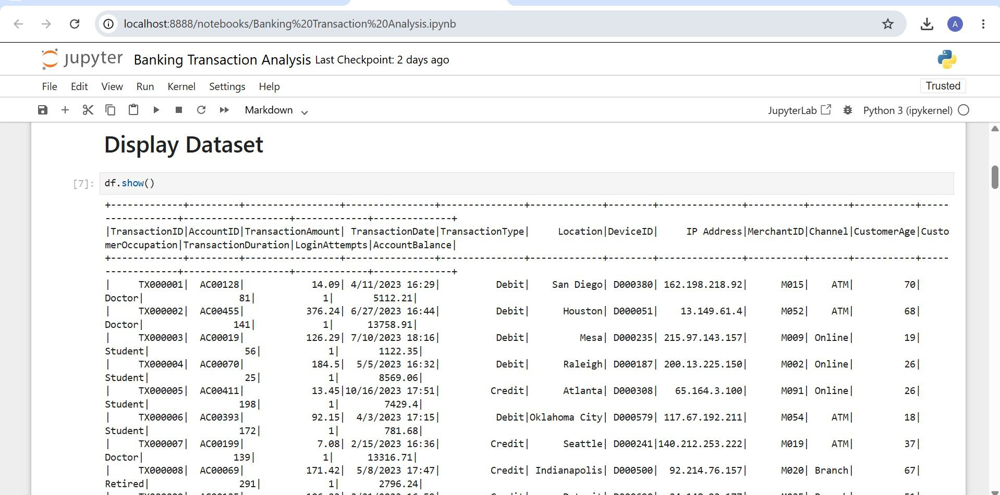 localhost:8888/notebooks/Banking%20Transaction%20Analysis.ipynb
A
jupyter Banking Transaction Analysis Last Checkpoint: 2 days ago
File Edit View Run Kernel Settings Help
Trusted
Markdown
JupyterLab
Python 3 (ipykernel)
Display Dataset
[7]: df.show()
+-------------+---------+-----------------+----------------+---------------+-------------+--------+---------------+----------+-------+-----------+-----
-------------+-------------------+-------------+--------------+
|TransactionID|AccountID|TransactionAmount| TransactionDate|TransactionType|     Location|DeviceID|     IP Address|MerchantID|Channel|CustomerAge|Custo
merOccupation|TransactionDuration|LoginAttempts|AccountBalance|
+-------------+---------+-----------------+----------------+---------------+-------------+--------+---------------+----------+-------+-----------+-----
-------------+-------------------+-------------+--------------+
|     TX000001|  AC00128|            14.09| 4/11/2023 16:29|          Debit|    San Diego| D000380| 162.198.218.92|      M015|    ATM|         70|
Doctor|                 81|            1|       5112.21|
|     TX000002|  AC00455|           376.24| 6/27/2023 16:44|          Debit|      Houston| D000051|    13.149.61.4|      M052|    ATM|         68|
Doctor|                141|            1|      13758.91|
|     TX000003|  AC00019|           126.29| 7/10/2023 18:16|          Debit|         Mesa| D000235| 215.97.143.157|      M009| Online|         19|
Student|                 56|            1|       1122.35|
|     TX000004|  AC00070|            184.5|  5/5/2023 16:32|          Debit|      Raleigh| D000187| 200.13.225.150|      M002| Online|         26|
Student|                 25|            1|       8569.06|
|     TX000005|  AC00411|            13.45|10/16/2023 17:51|         Credit|      Atlanta| D000308|   65.164.3.100|      M091| Online|         26|
Student|                198|            1|        7429.4|
|     TX000006|  AC00393|            92.15|  4/3/2023 17:15|          Debit|Oklahoma City| D000579| 117.67.192.211|      M054|    ATM|         18|
Student|                172|            1|        781.68|
|     TX000007|  AC00199|             7.08| 2/15/2023 16:36|         Credit|      Seattle| D000241|140.212.253.222|      M019|    ATM|         37|
Doctor|                139|            1|      13316.71|
|     TX000008|  AC00069|           171.42|  5/8/2023 17:47|         Credit| Indianapolis| D000500|  92.214.76.157|      M020| Branch|         67|
Retired|                291|            1|       2796.24|